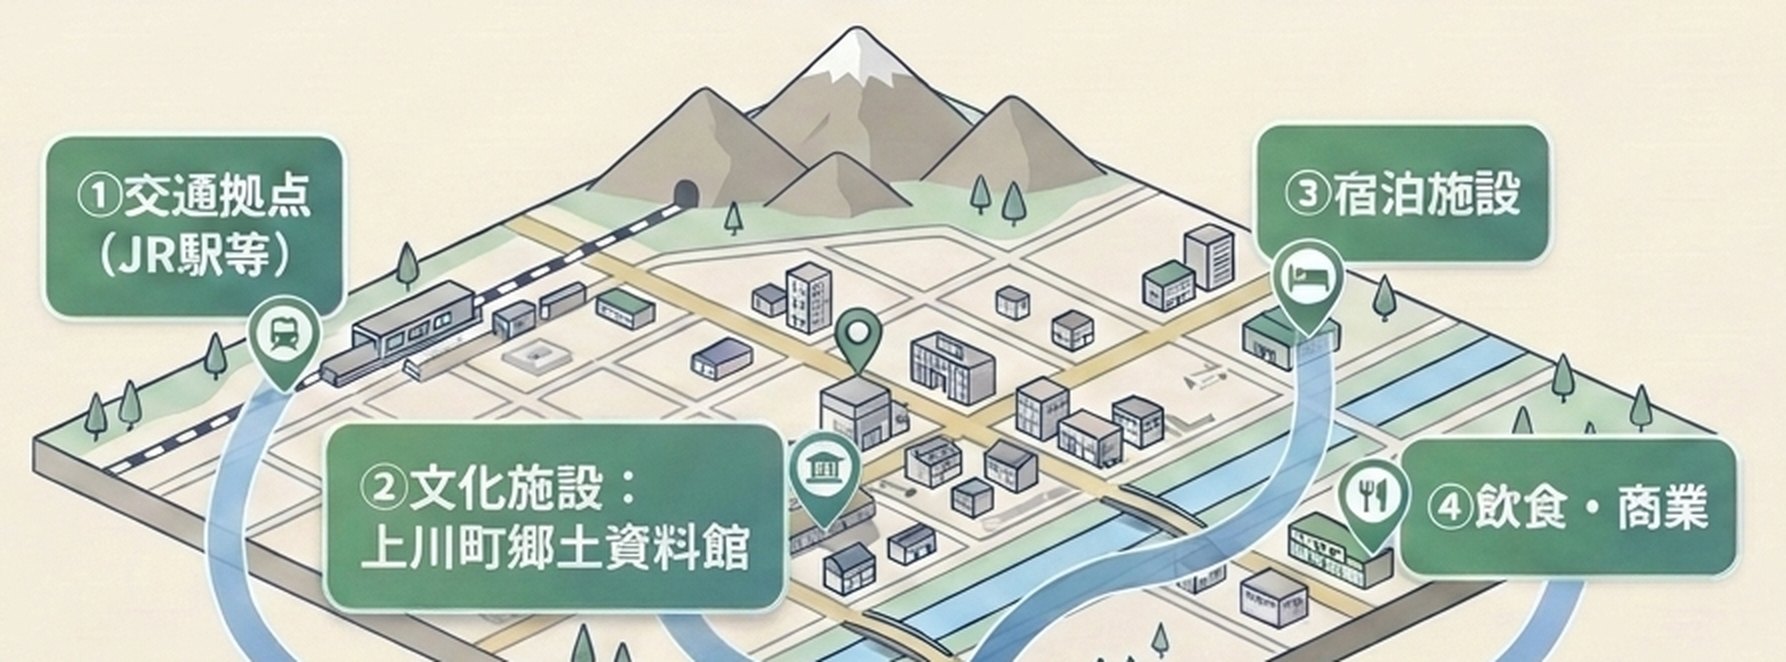 ①交通拠点
（JR駅等）
②文化施設：
上川町郷土資料館
③宿泊施設
④飲食・商業